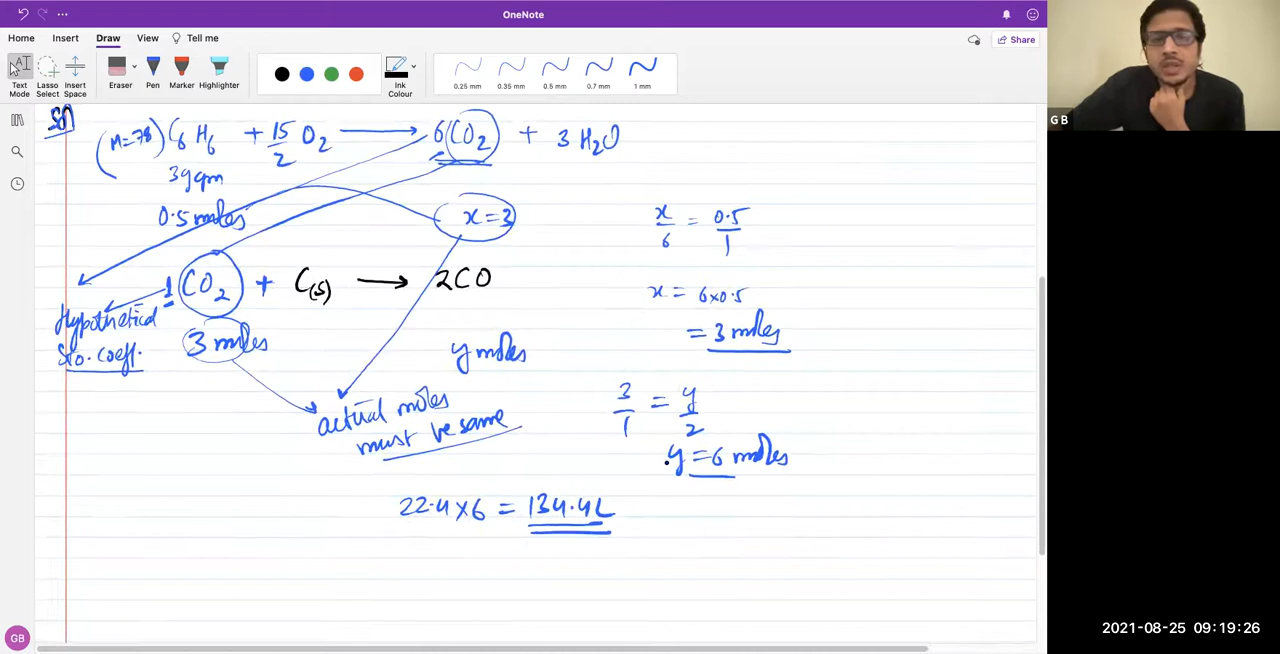 OneNote
Home Insert Draw View Tell me
Share
Text Mode
Lasso Select
Insert Space
Eraser
Pen
Marker
Highlighter
Ink Colour
0.25 mm
0.35 mm
0.5 mm
0.7 mm
1 mm
G B
(M=78) C6H6 + 15/2 O2 → 6CO2 + 3H2O
39gm
0.5 moles
x = 3
x/6 = 0.5/1
1CO2 + C(s) → 2CO
x = 6x0.5
Hypothetical
Sto. coeff.
3 moles
y moles
= 3 moles
actual moles
must be same
3/1 = y/2
y = 6 moles
22.4 x 6 = 134.4L
GB
2021-08-25 09:19:26